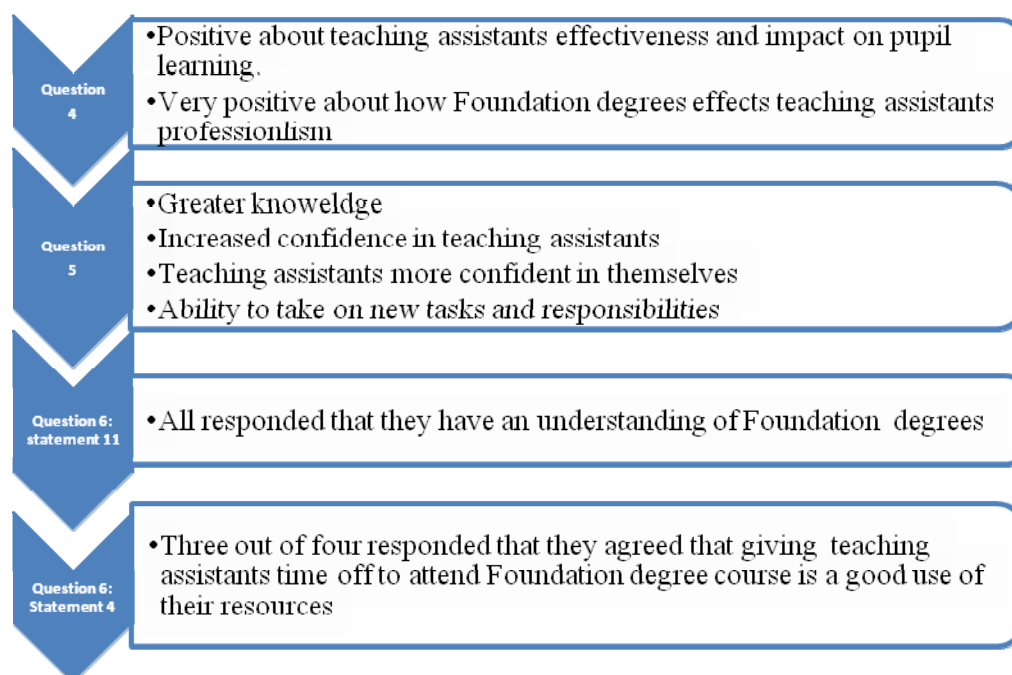 Question
4
•Positive about teaching assistants effectiveness and impact on pupil
learning.
•Very positive about how Foundation degrees effects teaching assistants
professionlism
Question
5
•Greater knoweldge
•Increased confidence in teaching assistants
•Teaching assistants more confident in themselves
•Ability to take on new tasks and responsibilities
Question 6:
statement 11
•All responded that they have an understanding of Foundation degrees
Question 6:
Statement 4
•Three out of four responded that they agreed that giving teaching
assistants time off to attend Foundation degree course is a good use of
their resources